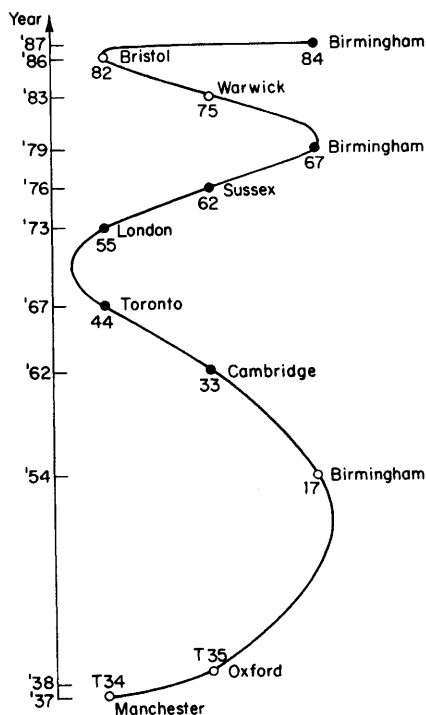 Year
'87
84
Birmingham
'86
82
Bristol
Warwick
'83
75
'79
67
Birmingham
'76
62
Sussex
'73
55
London
'67
44
Toronto
'62
33
Cambridge
'54
17
Birmingham
T35
'38
Oxford
T34
'37
Manchester